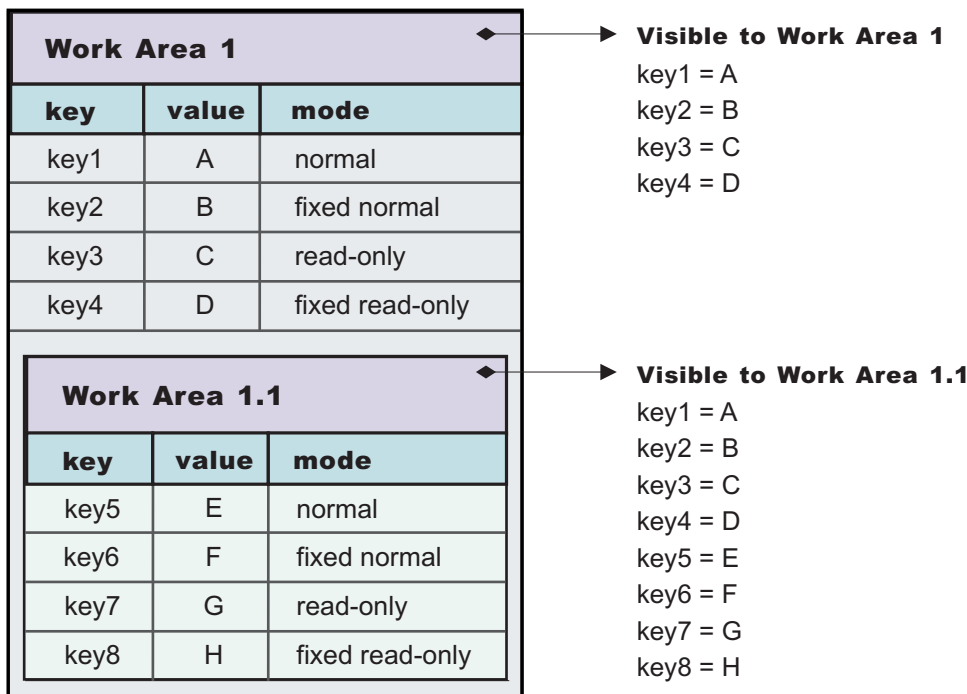 Work Area 1
key value mode
key1 A normal
key2 B fixed normal
key3 C read-only
key4 D fixed read-only
Visible to Work Area 1
key1 = A
key2 = B
key3 = C
key4 = D
Work Area 1.1
key value mode
key5 E normal
key6 F fixed normal
key7 G read-only
key8 H fixed read-only
Visible to Work Area 1.1
key1 = A
key2 = B
key3 = C
key4 = D
key5 = E
key6 = F
key7 = G
key8 = H